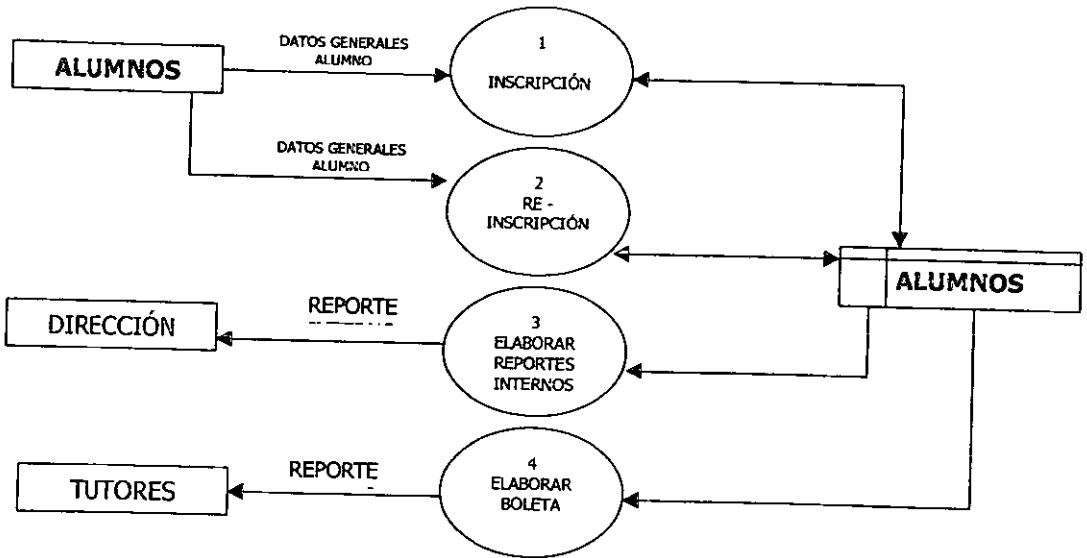 ALUMNOS
DATOS GENERALES
ALUMNO
1
INSCRIPCIÓN
DATOS GENERALES
ALUMNO
2
RE -
INSCRIPCIÓN
ALUMNOS
DIRECCIÓN
REPORTE
3
ELABORAR
REPORTES
INTERNOS
TUTORES
REPORTE
4
ELABORAR
BOLETA